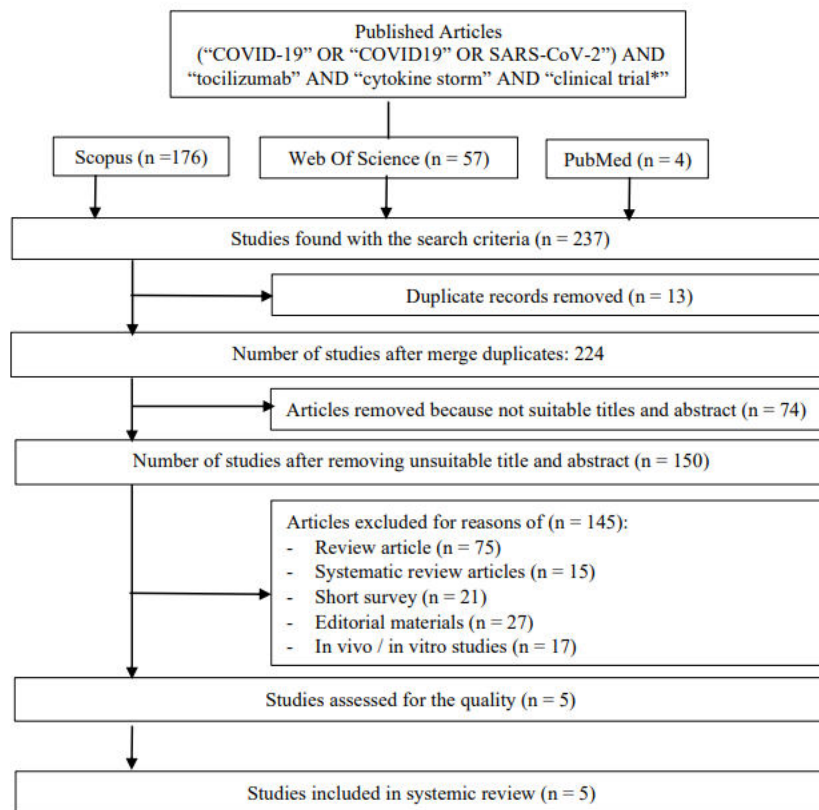 Published Articles
(“COVID-19” OR “COVID19” OR SARS-CoV-2”) AND
“tocilizumab” AND “cytokine storm” AND “clinical trial*”
Scopus (n =176)
Web Of Science (n = 57)
PubMed (n = 4)
Studies found with the search criteria (n = 237)
Duplicate records removed (n = 13)
Number of studies after merge duplicates: 224
Articles removed because not suitable titles and abstract (n = 74)
Number of studies after removing unsuitable title and abstract (n = 150)
Articles excluded for reasons of (n = 145):
- Review article (n = 75)
- Systematic review articles (n = 15)
- Short survey (n = 21)
- Editorial materials (n = 27)
- In vivo / in vitro studies (n = 17)
Studies assessed for the quality (n = 5)
Studies included in systemic review (n = 5)